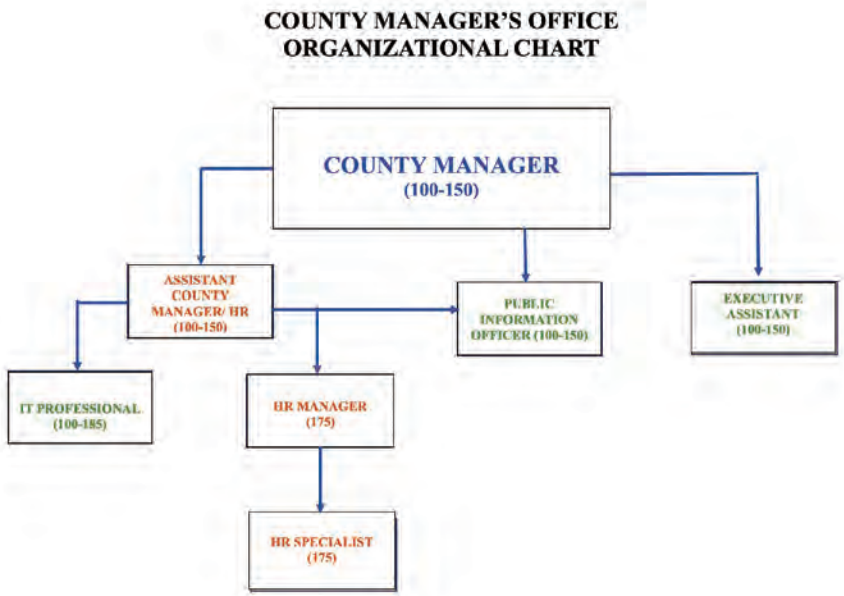 COUNTY MANAGER'S OFFICE
ORGANIZATIONAL CHART
COUNTY MANAGER
(100-150)
ASSISTANT
COUNTY
MANAGER/ HR
(100-150)
PUBLIC
INFORMATION
OFFICER (100-150)
EXECUTIVE
ASSISTANT
(100-150)
IT PROFESSIONAL
(100-185)
HR MANAGER
(175)
HR SPECIALIST
(175)